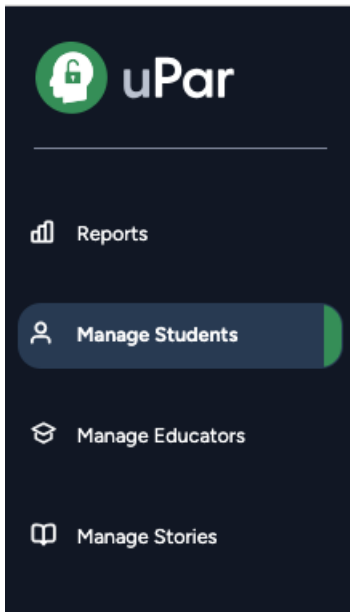 uPar
Reports
Manage Students
Manage Educators
Manage Stories